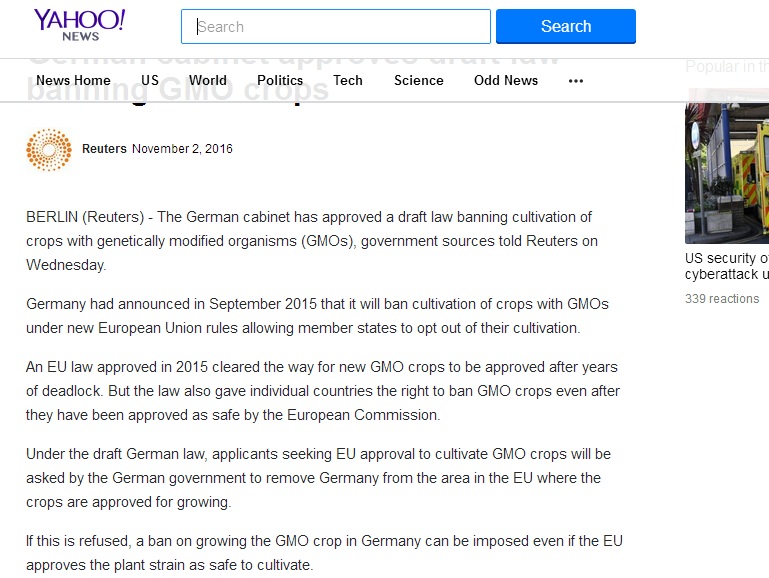 YAHOO!
NEWS
Search
Search
German cabinet approves draft law
banning GMO crops
News Home US World Politics Tech Science Odd News •••
Popular in th
Reuters November 2, 2016
BERLIN (Reuters) - The German cabinet has approved a draft law banning cultivation of
crops with genetically modified organisms (GMOs), government sources told Reuters on
Wednesday.
Germany had announced in September 2015 that it will ban cultivation of crops with GMOs
under new European Union rules allowing member states to opt out of their cultivation.
An EU law approved in 2015 cleared the way for new GMO crops to be approved after years
of deadlock. But the law also gave individual countries the right to ban GMO crops even after
they have been approved as safe by the European Commission.
Under the draft German law, applicants seeking EU approval to cultivate GMO crops will be
asked by the German government to remove Germany from the area in the EU where the
crops are approved for growing.
If this is refused, a ban on growing the GMO crop in Germany can be imposed even if the EU
approves the plant strain as safe to cultivate.
US security o
cyberattack u
339 reactions